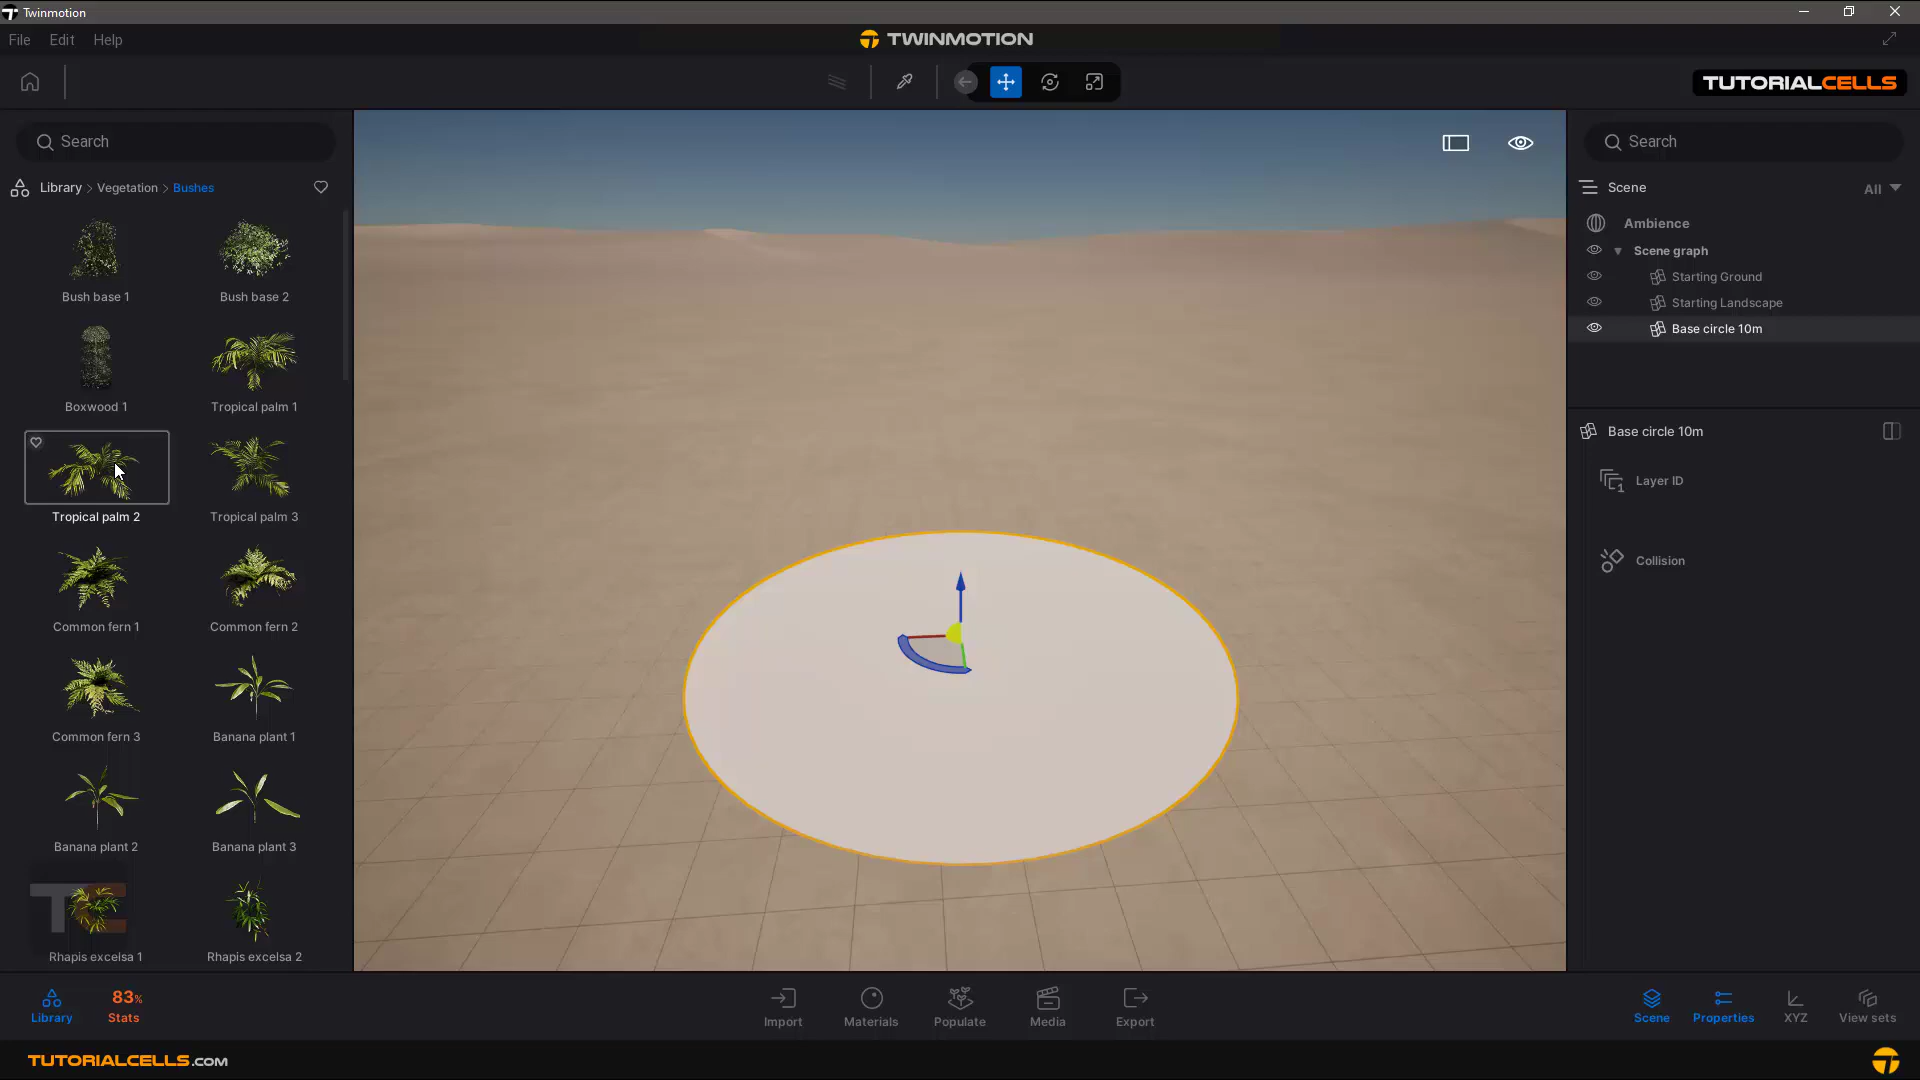 Twinmotion
File Edit Help
TWINMOTION
TUTORIALCELLS
Search
Library > Vegetation > Bushes
Bush base 1
Bush base 2
Boxwood 1
Tropical palm 1
Tropical palm 2
Tropical palm 3
Common fern 1
Common fern 2
Common fern 3
Banana plant 1
Banana plant 2
Banana plant 3
TC
Rhapis excelsa 1
Rhapis excelsa 2
Search
Scene
All
Ambience
Scene graph
Starting Ground
Starting Landscape
Base circle 10m
Base circle 10m
Layer ID
Collision
Library
83%
Stats
Import
Materials
Populate
Media
Export
Scene
Properties
XYZ
View sets
TUTORIALCELLS.COM